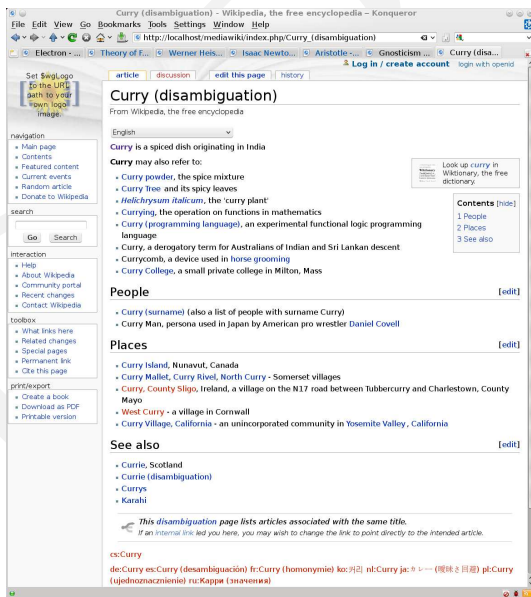 Curry (disambiguation) - Wikipedia, the free encyclopedia - Konqueror
File Edit View Go Bookmarks Tools Settings Window Help
http://localhost/mediawiki/index.php/Curry_(disambiguation)
Electron - ... Theory of F... Werner Heis... Isaac Newto... Aristotle -... Gnosticism ... Curry (disa...
Log in / create account login with openid
Set $wgLogo
to the URL
path to your
own logo
image.
article discussion edit this page history
Curry (disambiguation)
From Wikipedia, the free encyclopedia
English
navigation
Main page
Contents
Featured content
Current events
Random article
Donate to Wikipedia
search
Go Search
interaction
Help
About Wikipedia
Community portal
Recent changes
Contact Wikipedia
toolbox
What links here
Related changes
Special pages
Permanent link
Cite this page
print/export
Create a book
Download as PDF
Printable version
Curry is a spiced dish originating in India
Curry may also refer to:
Curry powder, the spice mixture
Curry Tree and its spicy leaves
Helichrysum italicum, the 'curry plant'
Currying, the operation on functions in mathematics
Curry (programming language), an experimental functional logic programming
language
Curry, a derogatory term for Australians of Indian and Sri Lankan descent
Currycomb, a device used in horse grooming
Curry College, a small private college in Milton, Mass
Look up curry in
Wiktionary, the free
dictionary.
Contents [hide]
1 People
2 Places
3 See also
People [edit]
Curry (surname) (also a list of people with surname Curry)
Curry Man, persona used in Japan by American pro wrestler Daniel Covell
Places [edit]
Curry Island, Nunavut, Canada
Curry Mallet, Curry Rivel, North Curry - Somerset villages
Curry, County Sligo, Ireland, a village on the N17 road between Tubbercurry and Charlestown, County
Mayo
West Curry - a village in Cornwall
Curry Village, California - an unincorporated community in Yosemite Valley, California
See also [edit]
Currie, Scotland
Currie (disambiguation)
Currys
Karahi
This disambiguation page lists articles associated with the same title.
If an internal link led you here, you may wish to change the link to point directly to the intended article.
cs:Curry
de:Curry es:Curry (desambiguación) fr:Curry (homonymie) ko:커리 nl:Curry ja:カレー (曖昧さ回避) pl:Curry
(ujednoznacznienie) ru:Карри (значения)